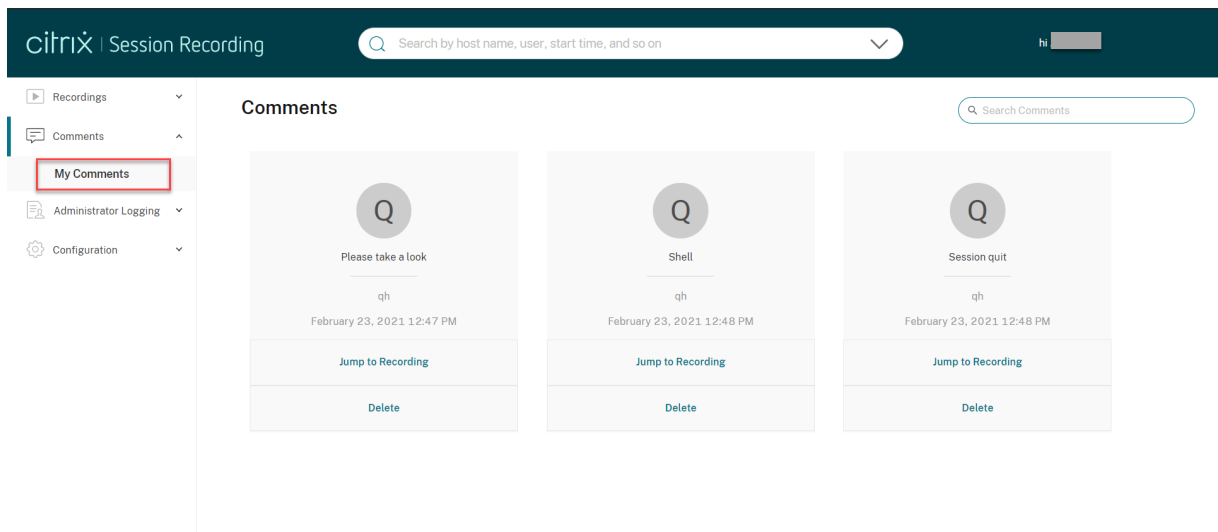 citrix | Session Recording
Search by host name, user, start time, and so on
hi
Recordings
Comments
My Comments
Administrator Logging
Configuration
Comments
Search Comments
Q
Please take a look
qh
February 23, 2021 12:47 PM
Jump to Recording
Delete
Q
Shell
qh
February 23, 2021 12:48 PM
Jump to Recording
Delete
Q
Session quit
qh
February 23, 2021 12:48 PM
Jump to Recording
Delete